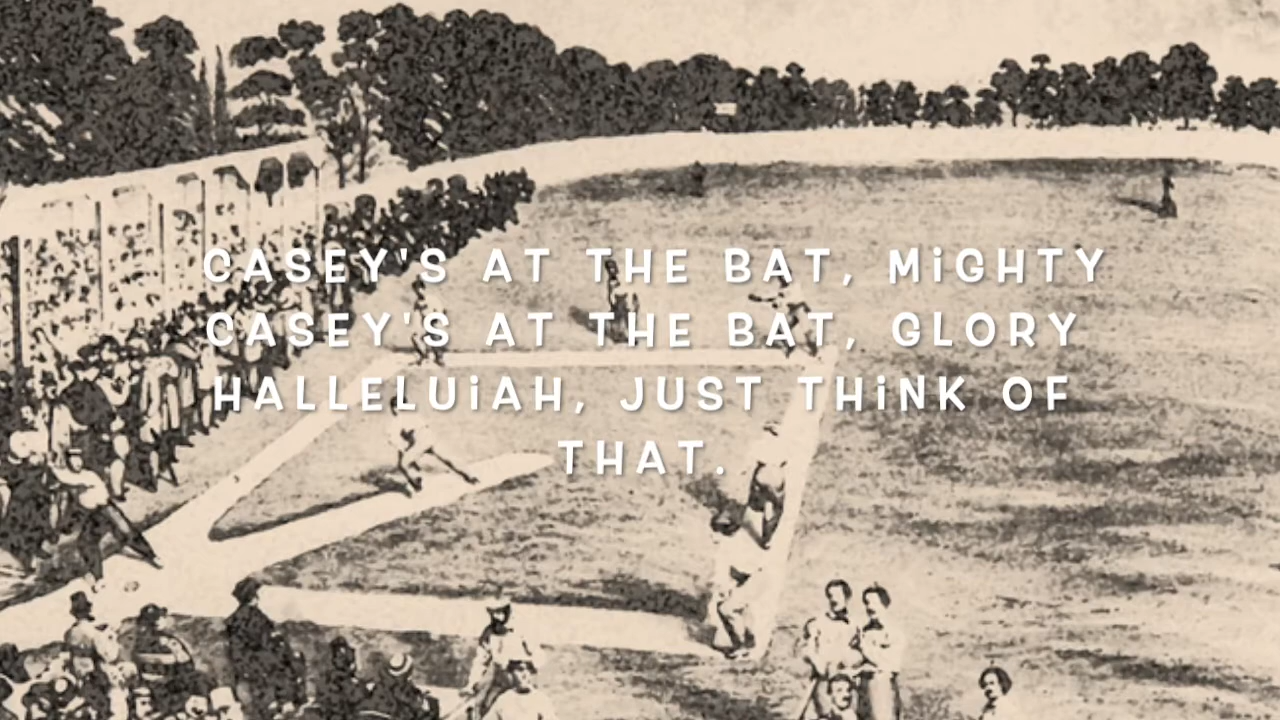 CASEY'S AT THE BAT, MiGHTY
CASEY'S AT THE BAT, GLORY
HALLELUiAH, JUST THiNK OF
THAT.